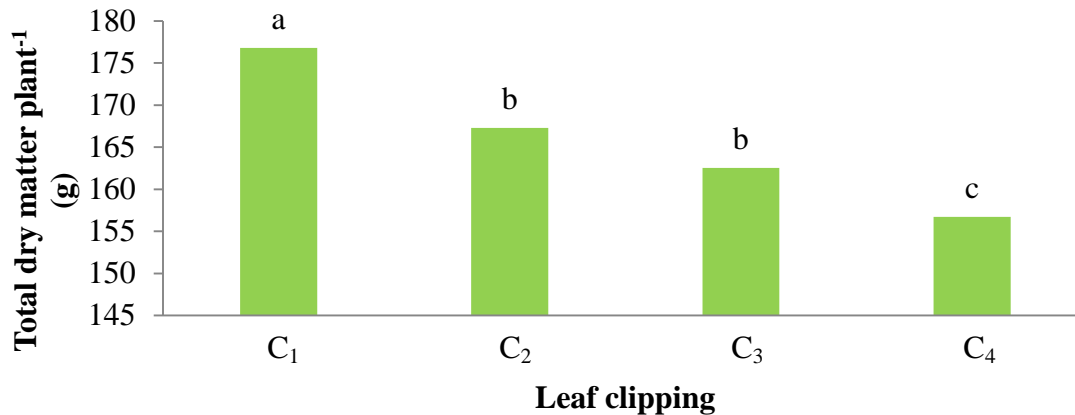 Total dry matter plant-1
(g)
180
175
170
165
160
155
150
145
a
b
b
c
C1
C2
C3
C4
Leaf clipping